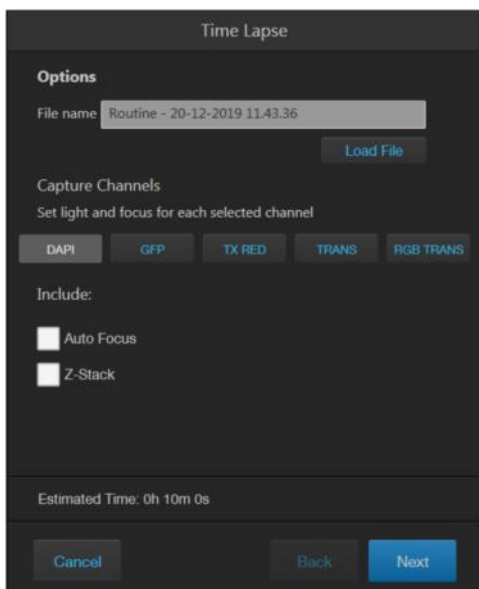 Time Lapse
Options
File name Routine - 20-12-2019 11.43.36
Load File
Capture Channels
Set light and focus for each selected channel
DAPI GFP TX RED TRANS RGB TRANS
Include:
Auto Focus
Z-Stack
Estimated Time: 0h 10m 0s
Cancel Back Next